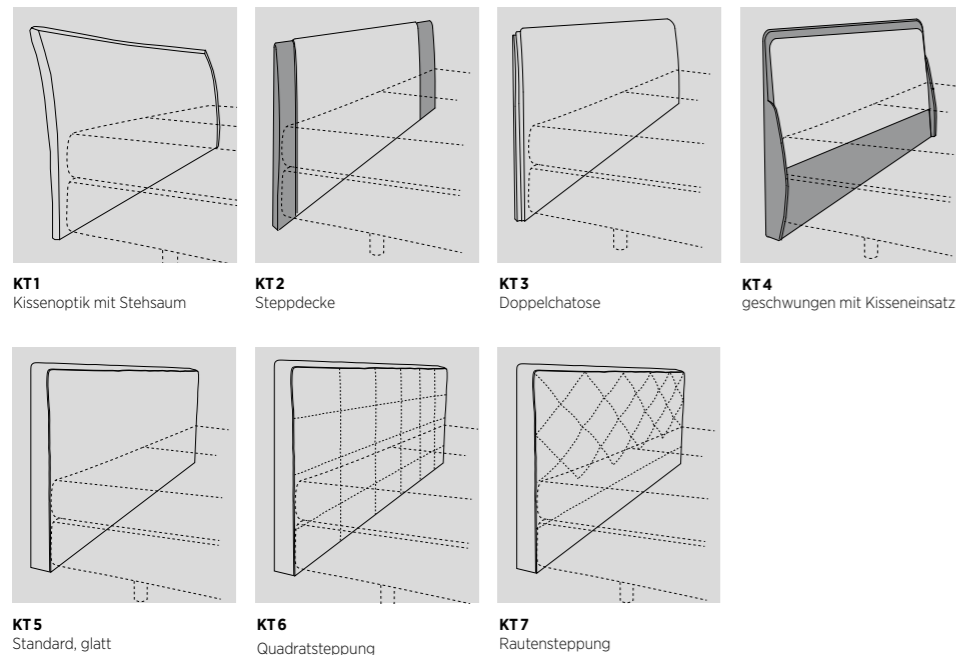 KT1
Kissenoptik mit Stehsaum
KT2
Steppdecke
KT3
Doppelchatose
KT4
geschwungen mit Kisseneinsatz
KT5
Standard, glatt
KT6
Quadratsteppung
KT7
Rautensteppung